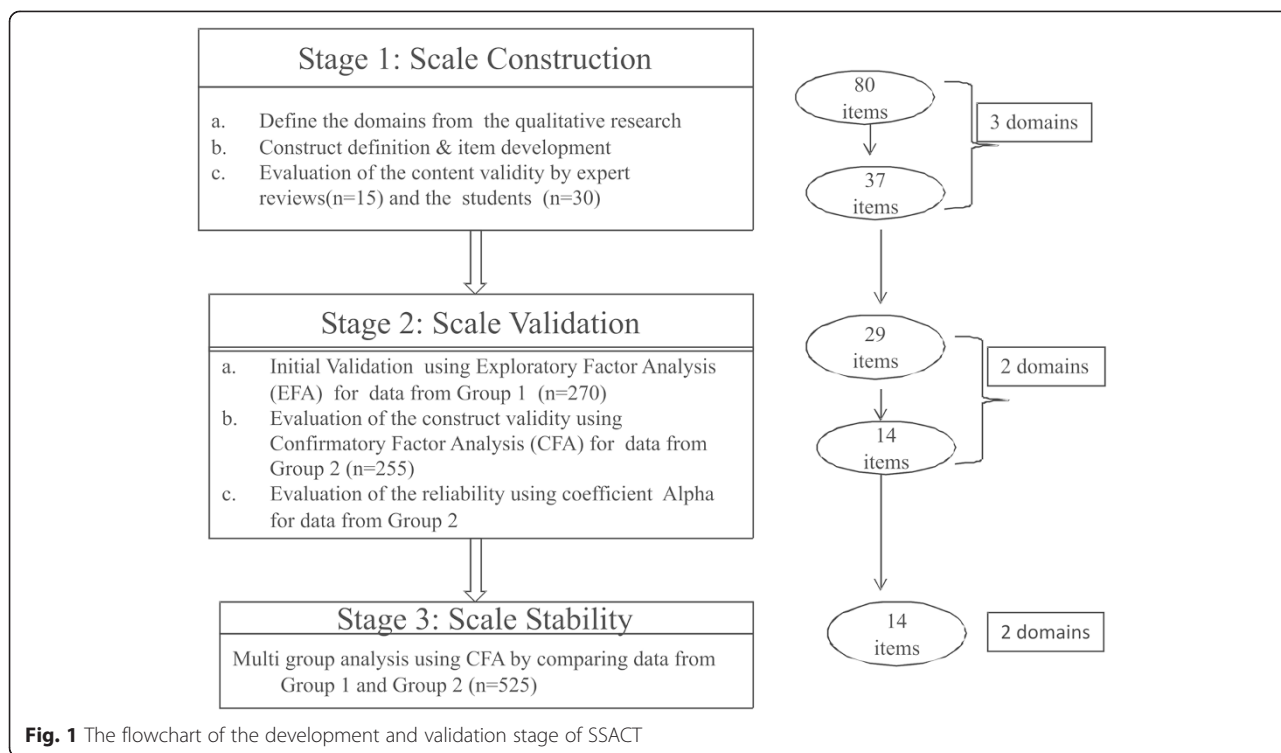 Stage 1: Scale Construction
a. Define the domains from the qualitative research
b. Construct definition & item development
c. Evaluation of the content validity by expert
reviews(n=15) and the students (n=30)
80
items
3 domains
37
items
Stage 2: Scale Validation
a. Initial Validation using Exploratory Factor Analysis
(EFA) for data from Group 1 (n=270)
b. Evaluation of the construct validity using
Confirmatory Factor Analysis (CFA) for data from
Group 2 (n=255)
c. Evaluation of the reliability using coefficient Alpha
for data from Group 2
29
items
2 domains
14
items
Stage 3: Scale Stability
Multi group analysis using CFA by comparing data from
Group 1 and Group 2 (n=525)
14
items
2 domains
Fig. 1 The flowchart of the development and validation stage of SSACT